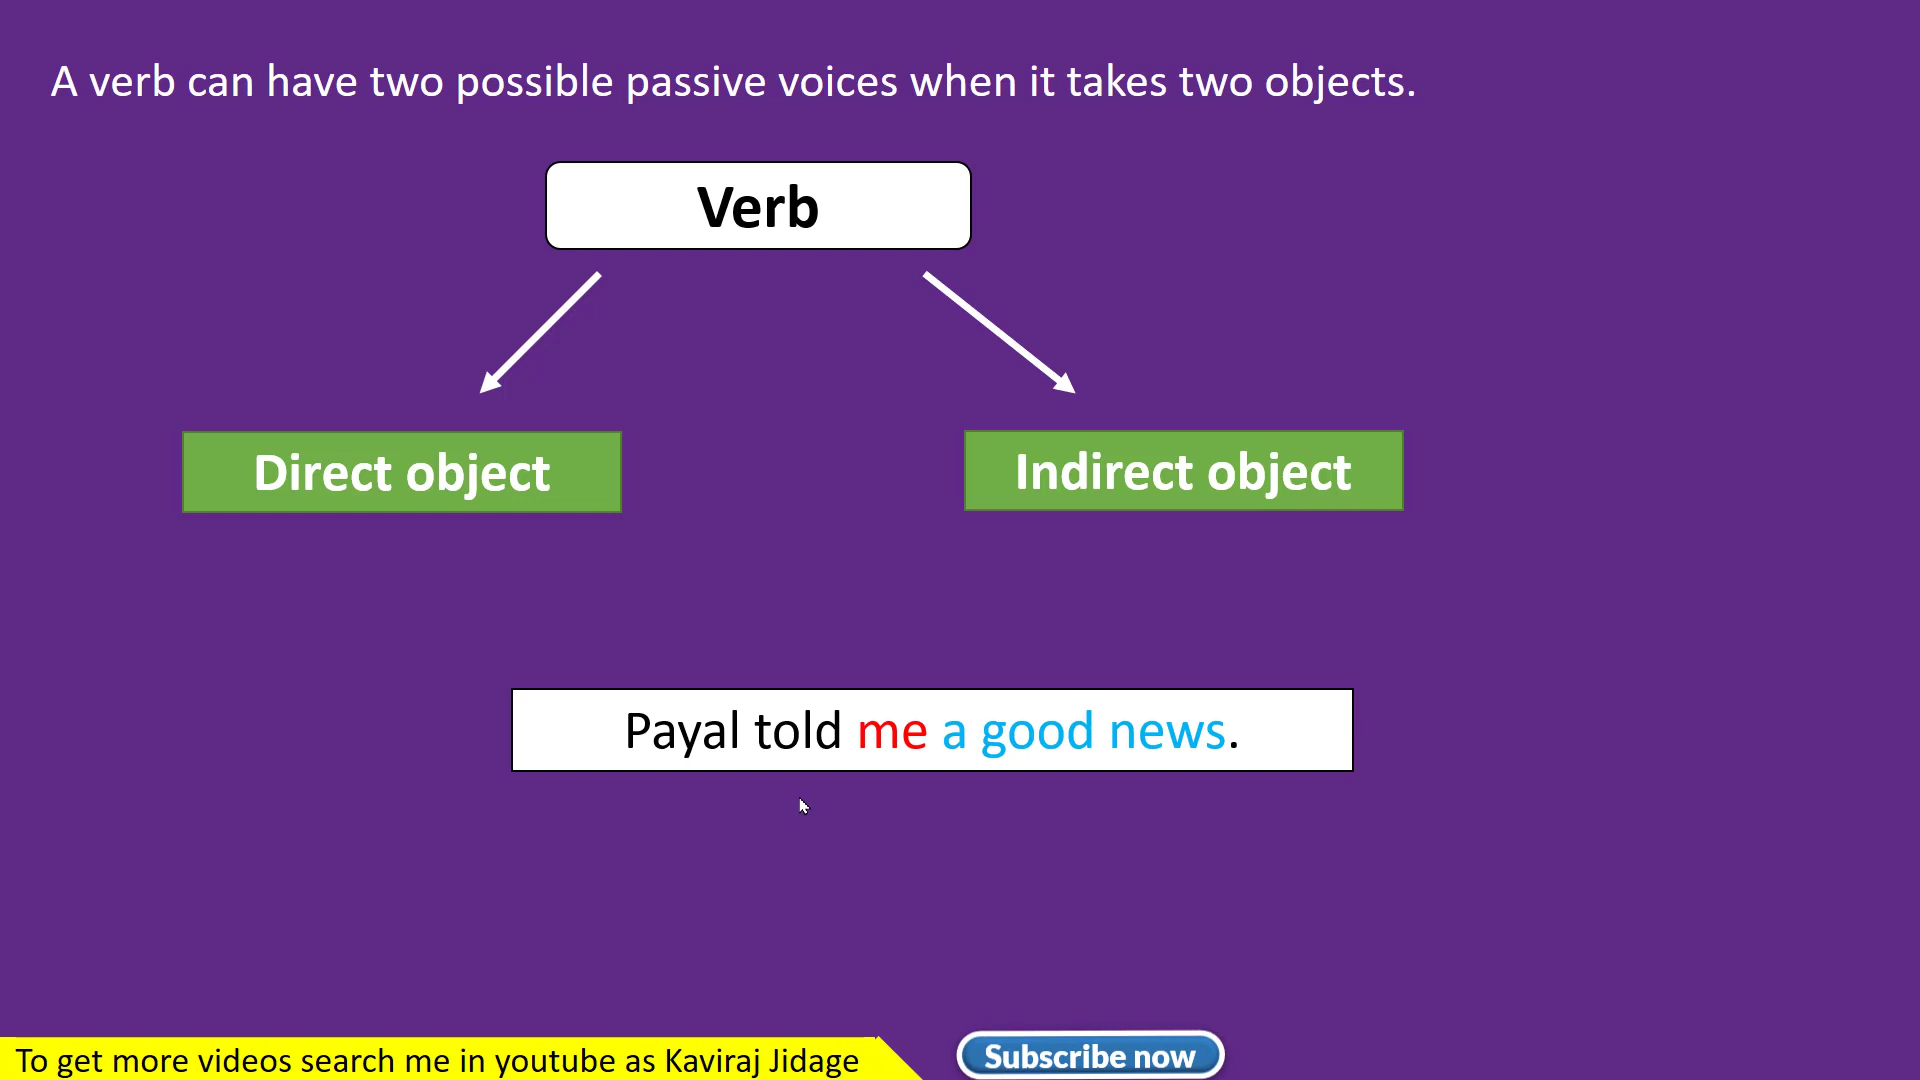 A verb can have two possible passive voices when it takes two objects.
Verb
Direct object
Indirect object
Payal told me a good news.
To get more videos search me in youtube as Kaviraj Jidage
Subscribe now